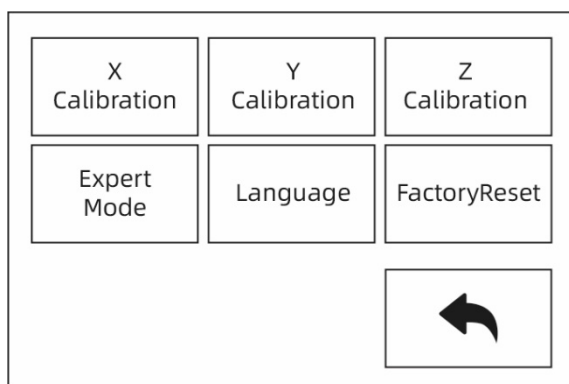 X
Calibration
Y
Calibration
Z
Calibration
Expert
Mode
Language
FactoryReset